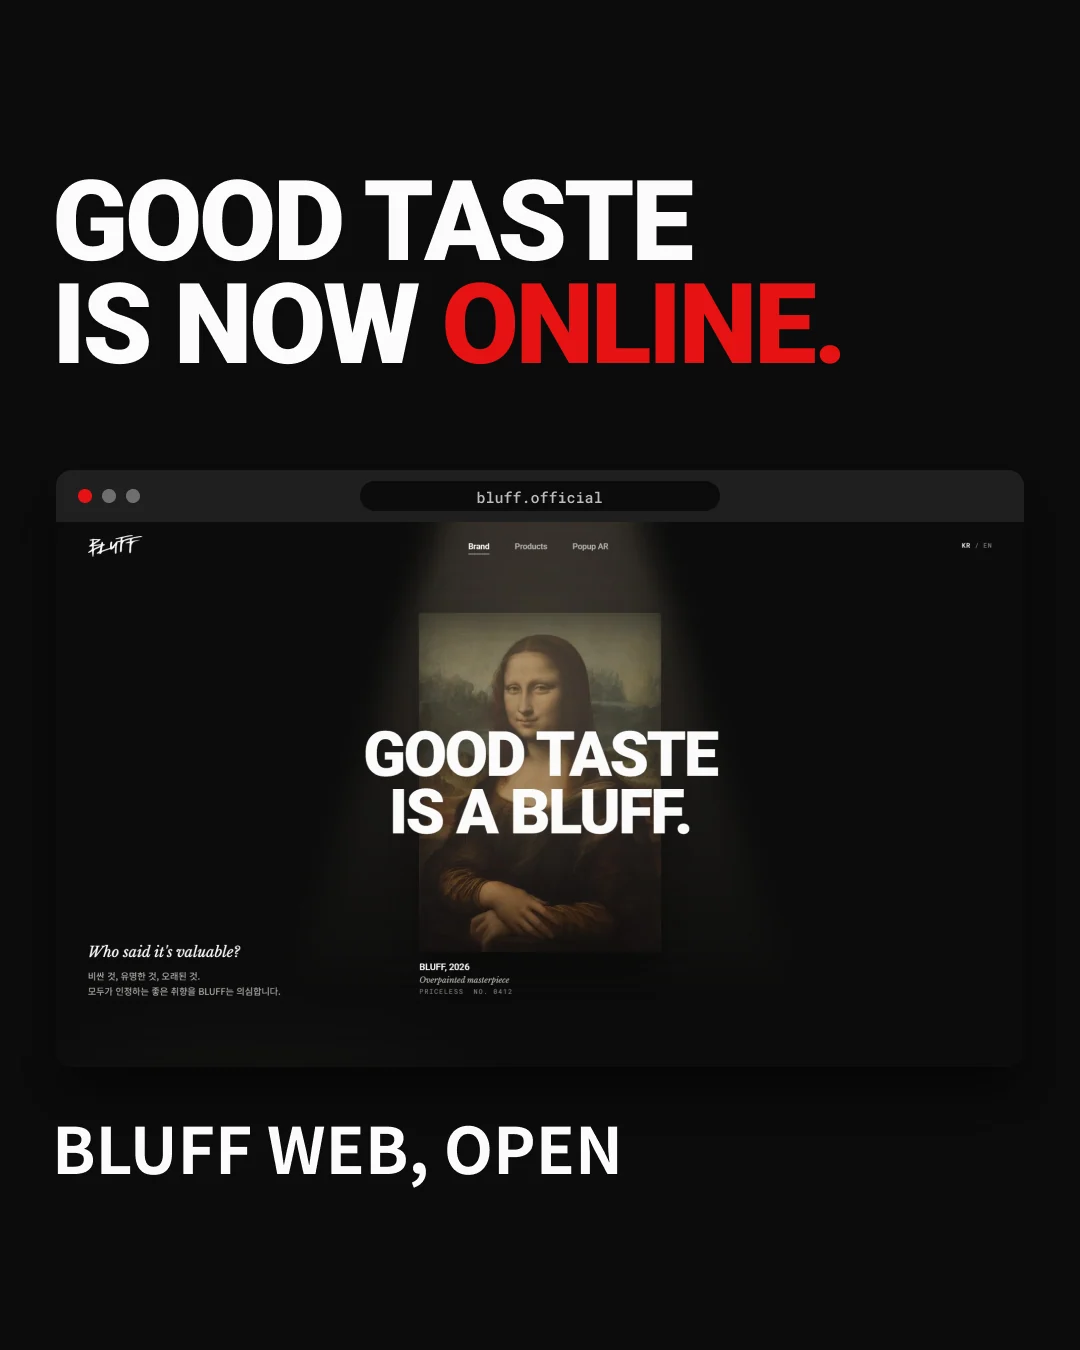 GOOD TASTE
IS NOW ONLINE.
bluff.official
BLUFF
Brand
Products
Popup AR
KR / EN
GOOD TASTE
IS A BLUFF.
Who said it's valuable?
비싼 것, 유명한 것, 오래된 것.
모두가 인정하는 좋은 취향을 BLUFF는 의심합니다.
BLUFF, 2026
Overpainted masterpiece
PRICELESS NO. 0412
BLUFF WEB, OPEN